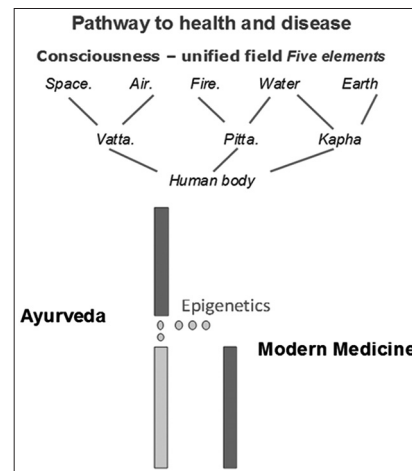 Pathway to health and disease
Consciousness – unified field Five elements
Space. Air. Fire. Water Earth
Vatta. Pitta. Kapha
Human body
Epigenetics
Ayurveda
Modern Medicine